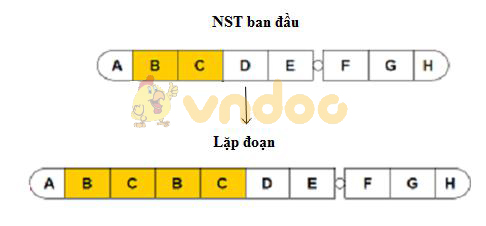 NST ban đầu
A B C D E F G H
vndoc
Lặp đoạn
A B C B C D E F G H